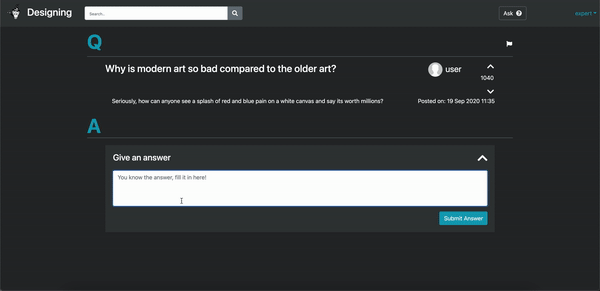 Designing
Search..
Ask
expert
Q
Why is modern art so bad compared to the older art?
user
1040
Seriously, how can anyone see a splash of red and blue pain on a white canvas and say its worth millions?
Posted on: 19 Sep 2020 11:35
A
Give an answer
You know the answer, fill it in here!
Submit Answer